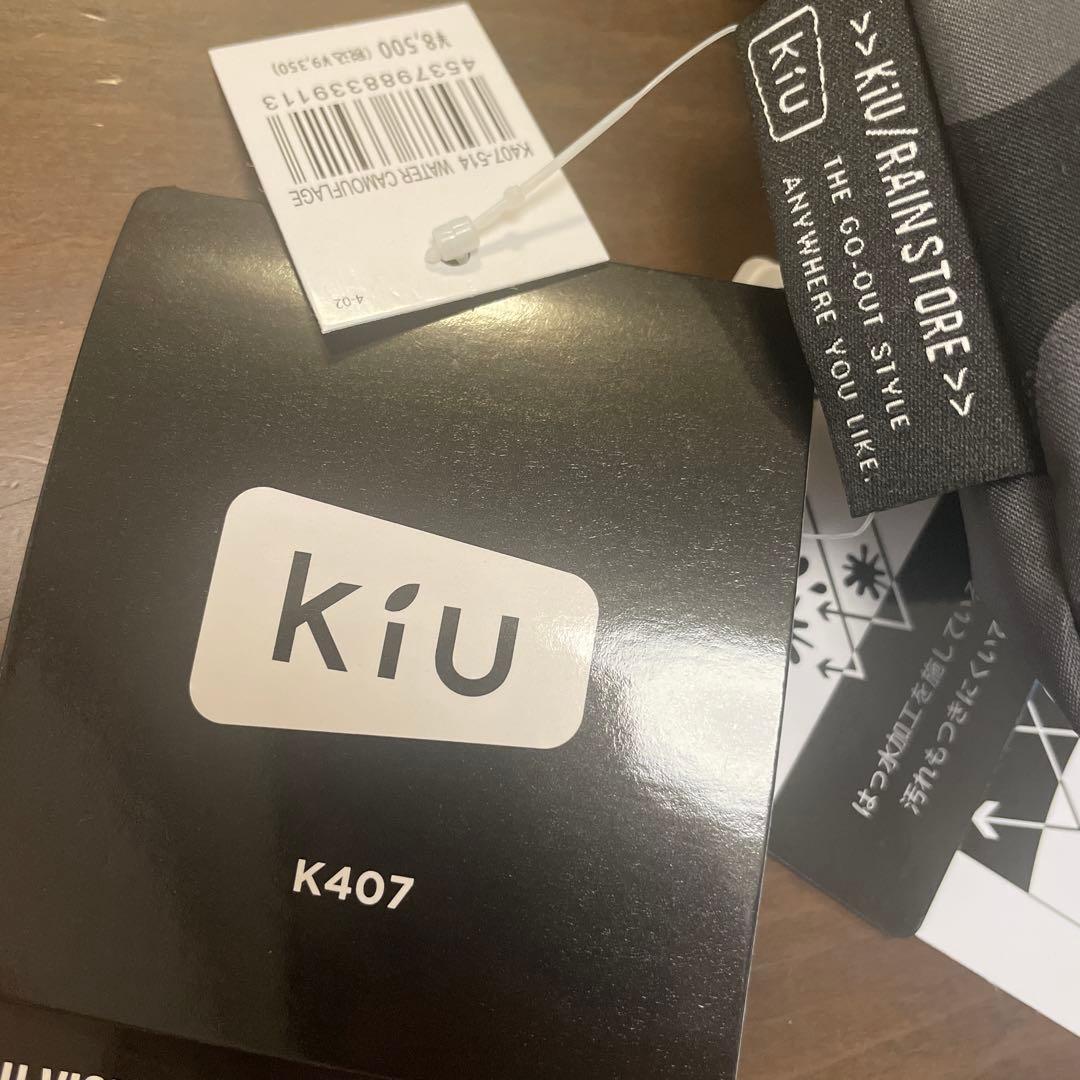 K407-514 WATER CAMOUFLAGE
4537988339113
¥8,500 (税込 ¥9,350)
4-02
KiU
>> KiU/RAINSTORE >>
THE GO-OUT STYLE
ANYWHERE YOU LIKE.
KiU
K407
はっ水加工を施してい
汚れもつきにくい